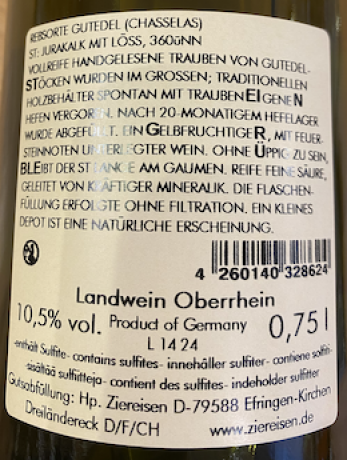 REBSORTE GUTEDEL (CHASSELAS)
ST: JURAKALK MIT LÖSS, 360üNN
VOLLREIFE HANDGELESENE TRAUBEN VON GUTEDEL-
STÖCKEN WURDEN IM GROSSEN; TRADITIONELLEN
HOLZBEHÄLTER SPONTAN MIT TRAUBENEIGENEN
HEFEN VERGOREN. NACH 20-MONATIGEM HEFELAGER
WURDE ABGEFÜLLT. EIN GELBFRUCHTIGER, MIT FEUER-
STEINNOTEN UNTERLEGTER WEIN. OHNE ÜPPIG ZU SEIN,
BLEIBT DER STRANGE AM GAUMEN. REIFE FEINE SÄURE,
GELEITET VON KRÄFTIGER MINERALIK. DIE FLASCHEN-
FÜLLUNG ERFOLGTE OHNE FILTRATION. EIN KLEINES
DEPOT IST EINE NATÜRLICHE ERSCHEINUNG.
4 260140 328624
Landwein Oberrhein
10,5% vol. Product of Germany 0,75 l
L 14 24
-enthält Sulfite- contains sulfites- innehåller sulfiter- contiene solfiti-
-sisältää sulfiitteja- contient des sulfites- indeholder sulfitter
Gutsabfüllung: Hp. Ziereisen D-79588 Efringen-Kirchen
Dreiländereck D/F/CH www.ziereisen.de